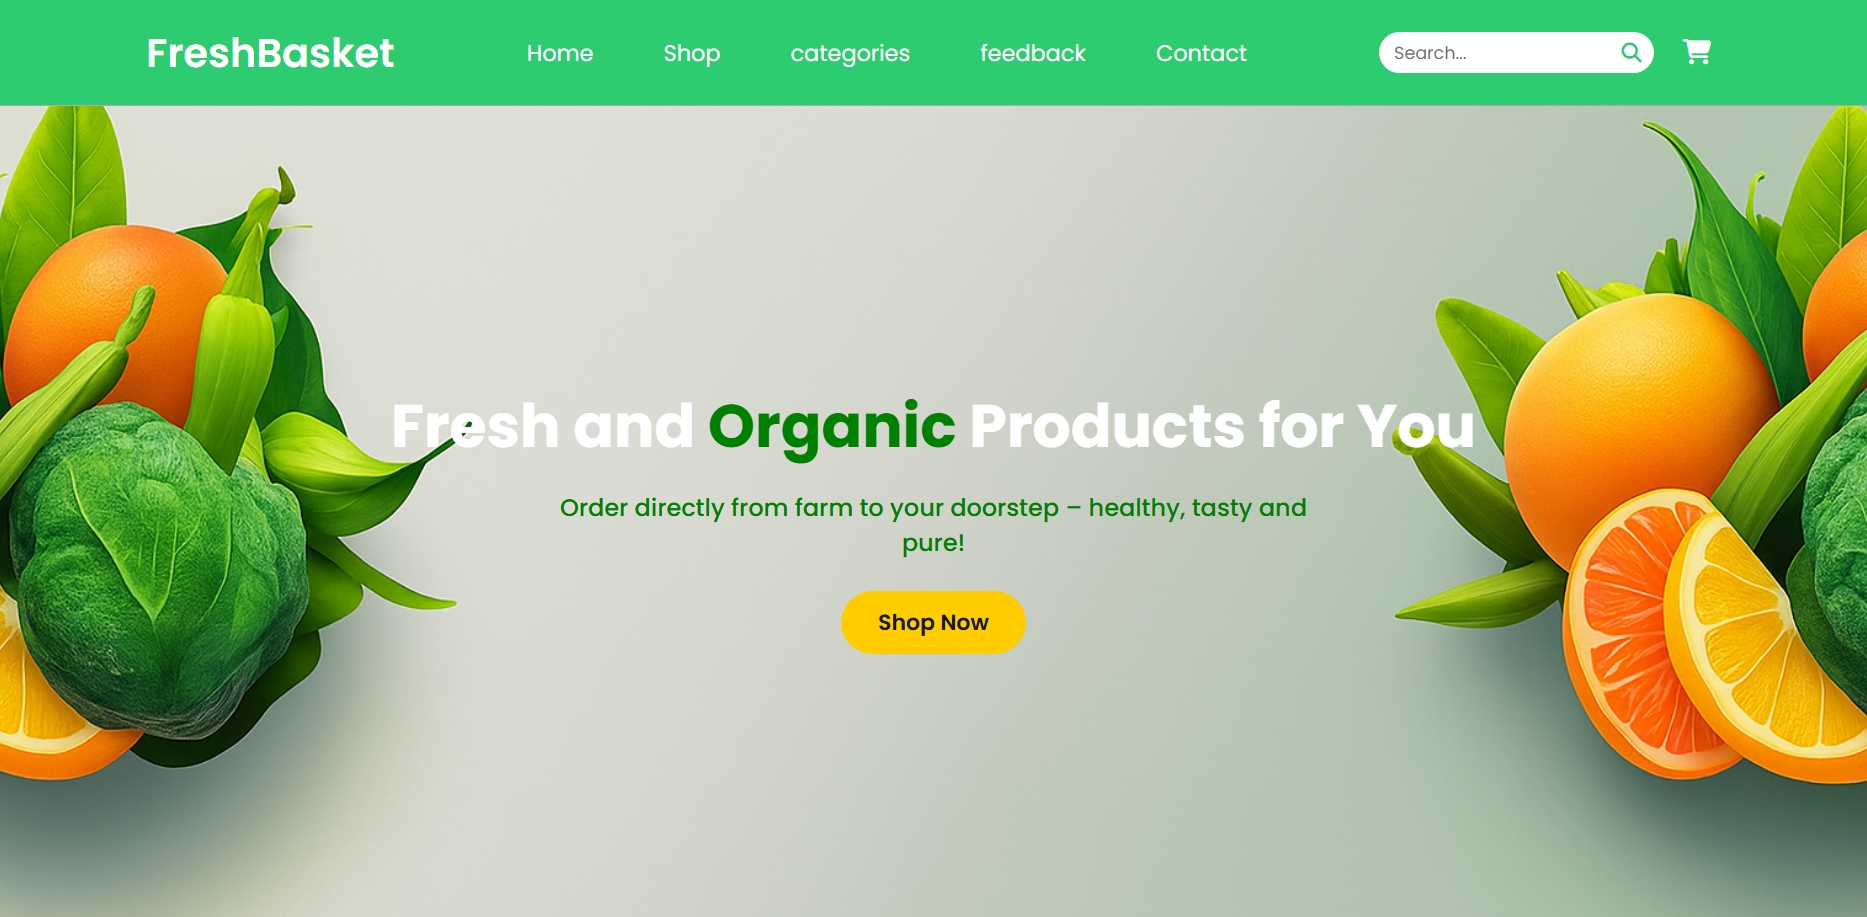 FreshBasket
Home
Shop
categories
feedback
Contact
Search...
Fresh and Organic Products for You
Order directly from farm to your doorstep – healthy, tasty and
pure!
Shop Now